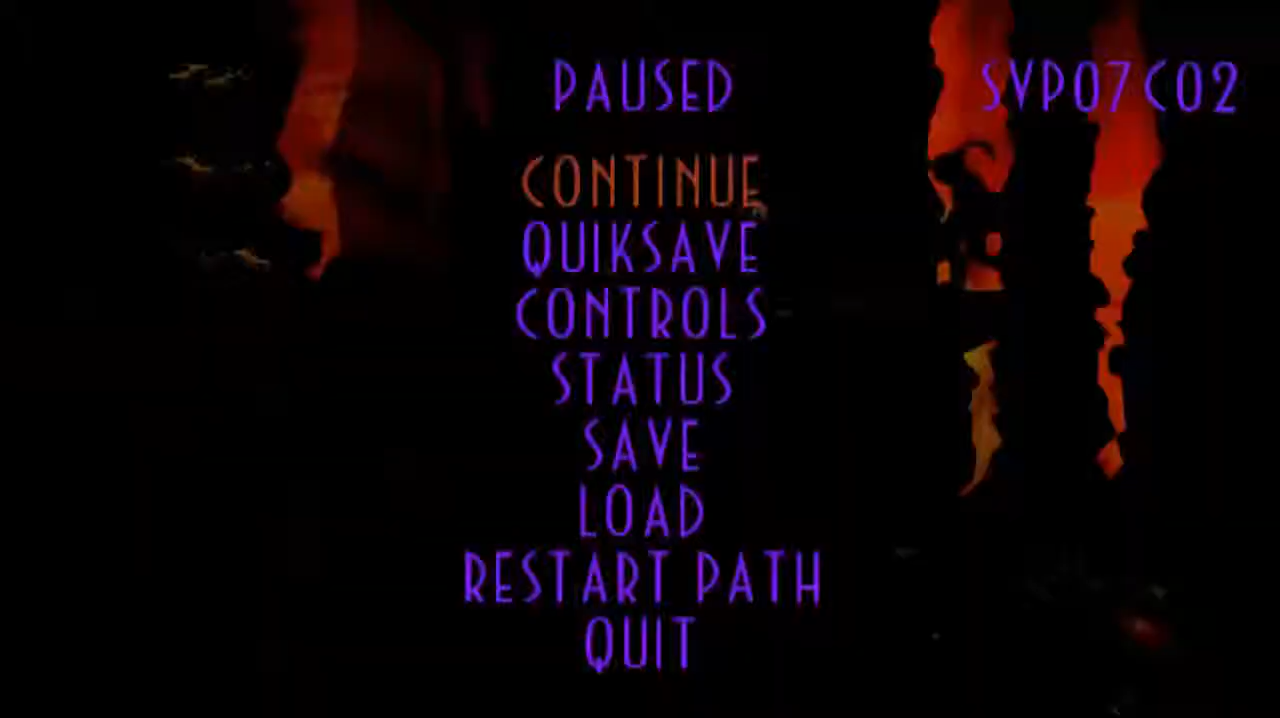 PAUSED
SVP07C02
CONTINUE
QUIKSAVE
CONTROLS
STATUS
SAVE
LOAD
RESTART PATH
QUIT